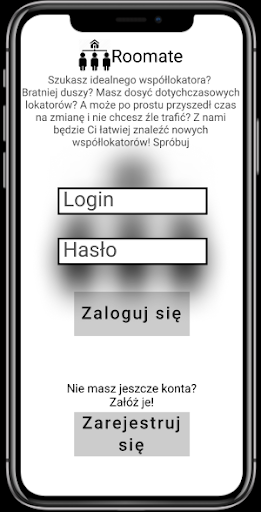 Roomate
Szukasz idealnego współlokatora?
Bratniej duszy? Masz dosyć dotychczasowych
lokatorów? A może po prostu przyszedł czas
na zmianę i nie chcesz źle trafić? Z nami
będzie Ci łatwiej znaleźć nowych
współlokatorów! Spróbuj
Login
Hasło
Zaloguj się
Nie masz jeszcze konta?
Załóż je!
Zarejestruj
się